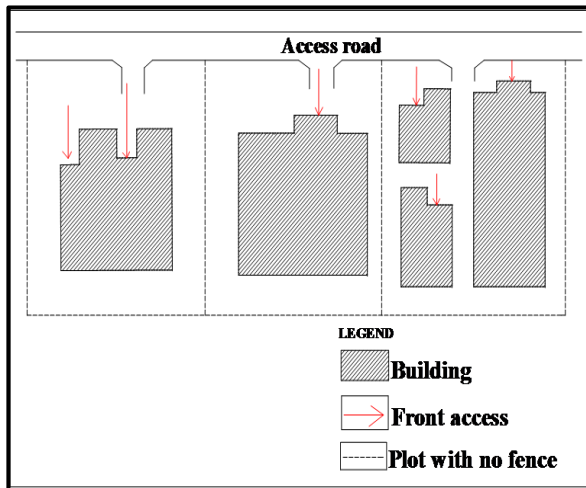 Access road
LEGEND
Building
Front access
Plot with no fence